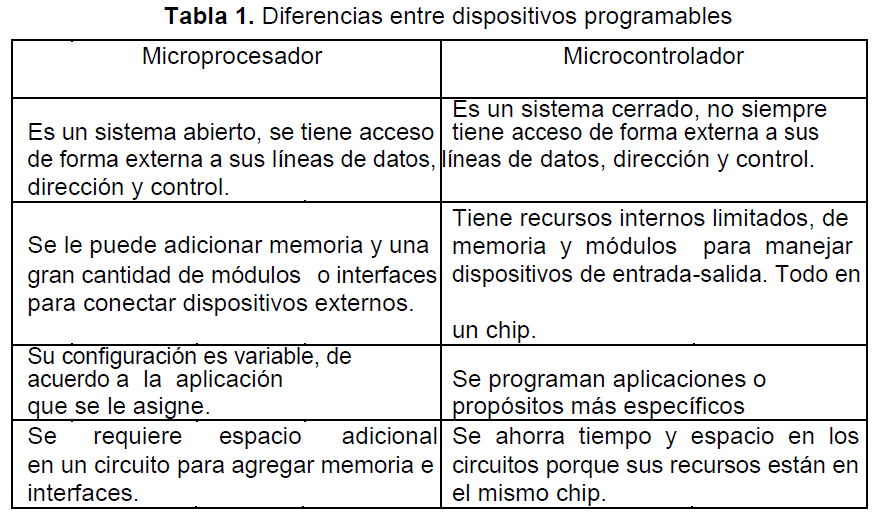 Tabla 1. Diferencias entre dispositivos programables
Microprocesador
Microcontrolador
Es un sistema abierto, se tiene acceso
de forma externa a sus líneas de datos,
dirección y control.
Es un sistema cerrado, no siempre
tiene acceso de forma externa a sus
líneas de datos, dirección y control.
Se le puede adicionar memoria y una
gran cantidad de módulos o interfaces
para conectar dispositivos externos.
Tiene recursos internos limitados, de
memoria y módulos para manejar
dispositivos de entrada-salida. Todo en
un chip.
Su configuración es variable, de
acuerdo a la aplicación
que se le asigne.
Se programan aplicaciones o
propósitos más específicos
Se requiere espacio adicional
en un circuito para agregar memoria e
interfaces.
Se ahorra tiempo y espacio en los
circuitos porque sus recursos están en
el mismo chip.